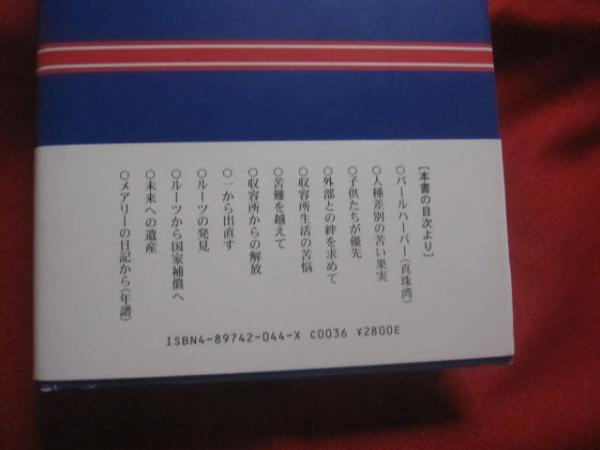 [本書の目次より]
○パールハーバー(真珠湾)
○人種差別の苦い果実
○子供たちが優先
○外部との絆を求めて
○収容所生活の苦悩
○苦難を越えて
○収容所からの解放
○一から出直す
○ルーツの発見
○ルーツから国家補償へ
○未来への遺産
○メアリーの日記から(年譜)
ISBN4-89742-044-X C0036 ¥2800E